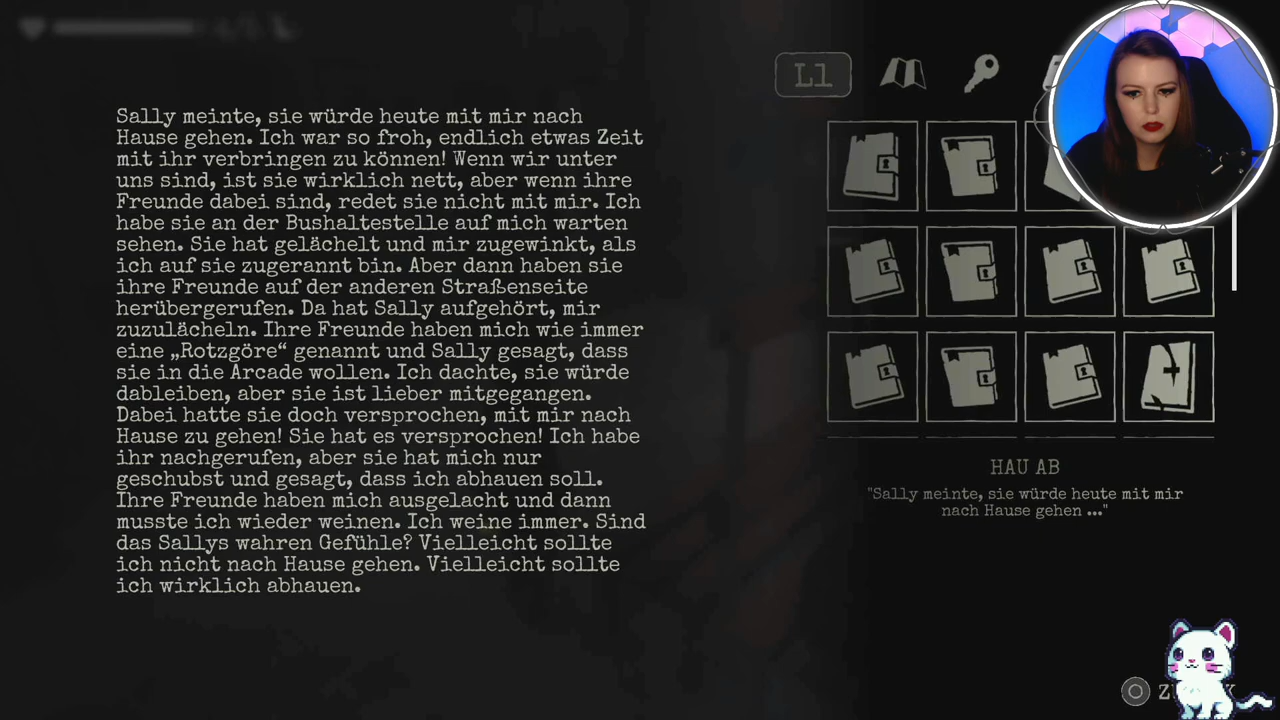 L1
Sally meinte, sie würde heute mit mir nach
Hause gehen. Ich war so froh, endlich etwas Zeit
mit ihr verbringen zu können! Wenn wir unter
uns sind, ist sie wirklich nett, aber wenn ihre
Freunde dabei sind, redet sie nicht mit mir. Ich
habe sie an der Bushaltestelle auf mich warten
sehen. Sie hat gelächelt und mir zugewinkt, als
ich auf sie zugerannt bin. Aber dann haben sie
ihre Freunde auf der anderen Straßenseite
herübergerufen. Da hat Sally aufgehört, mir
zuzulächeln. Ihre Freunde haben mich wie immer
eine „Rotzgöre“ genannt und Sally gesagt, dass
sie in die Arcade wollen. Ich dachte, sie würde
dableiben, aber sie ist lieber mitgegangen.
Dabei hatte sie doch versprochen, mit mir nach
Hause zu gehen! Sie hat es versprochen! Ich habe
ihr nachgerufen, aber sie hat mich nur
geschubst und gesagt, dass ich abhauen soll.
Ihre Freunde haben mich ausgelacht und dann
musste ich wieder weinen. Ich weine immer. Sind
das Sallys wahren Gefühle? Vielleicht sollte
ich nicht nach Hause gehen. Vielleicht sollte
ich wirklich abhauen.
HAU AB
"Sally meinte, sie würde heute mit mir
nach Hause gehen ..."